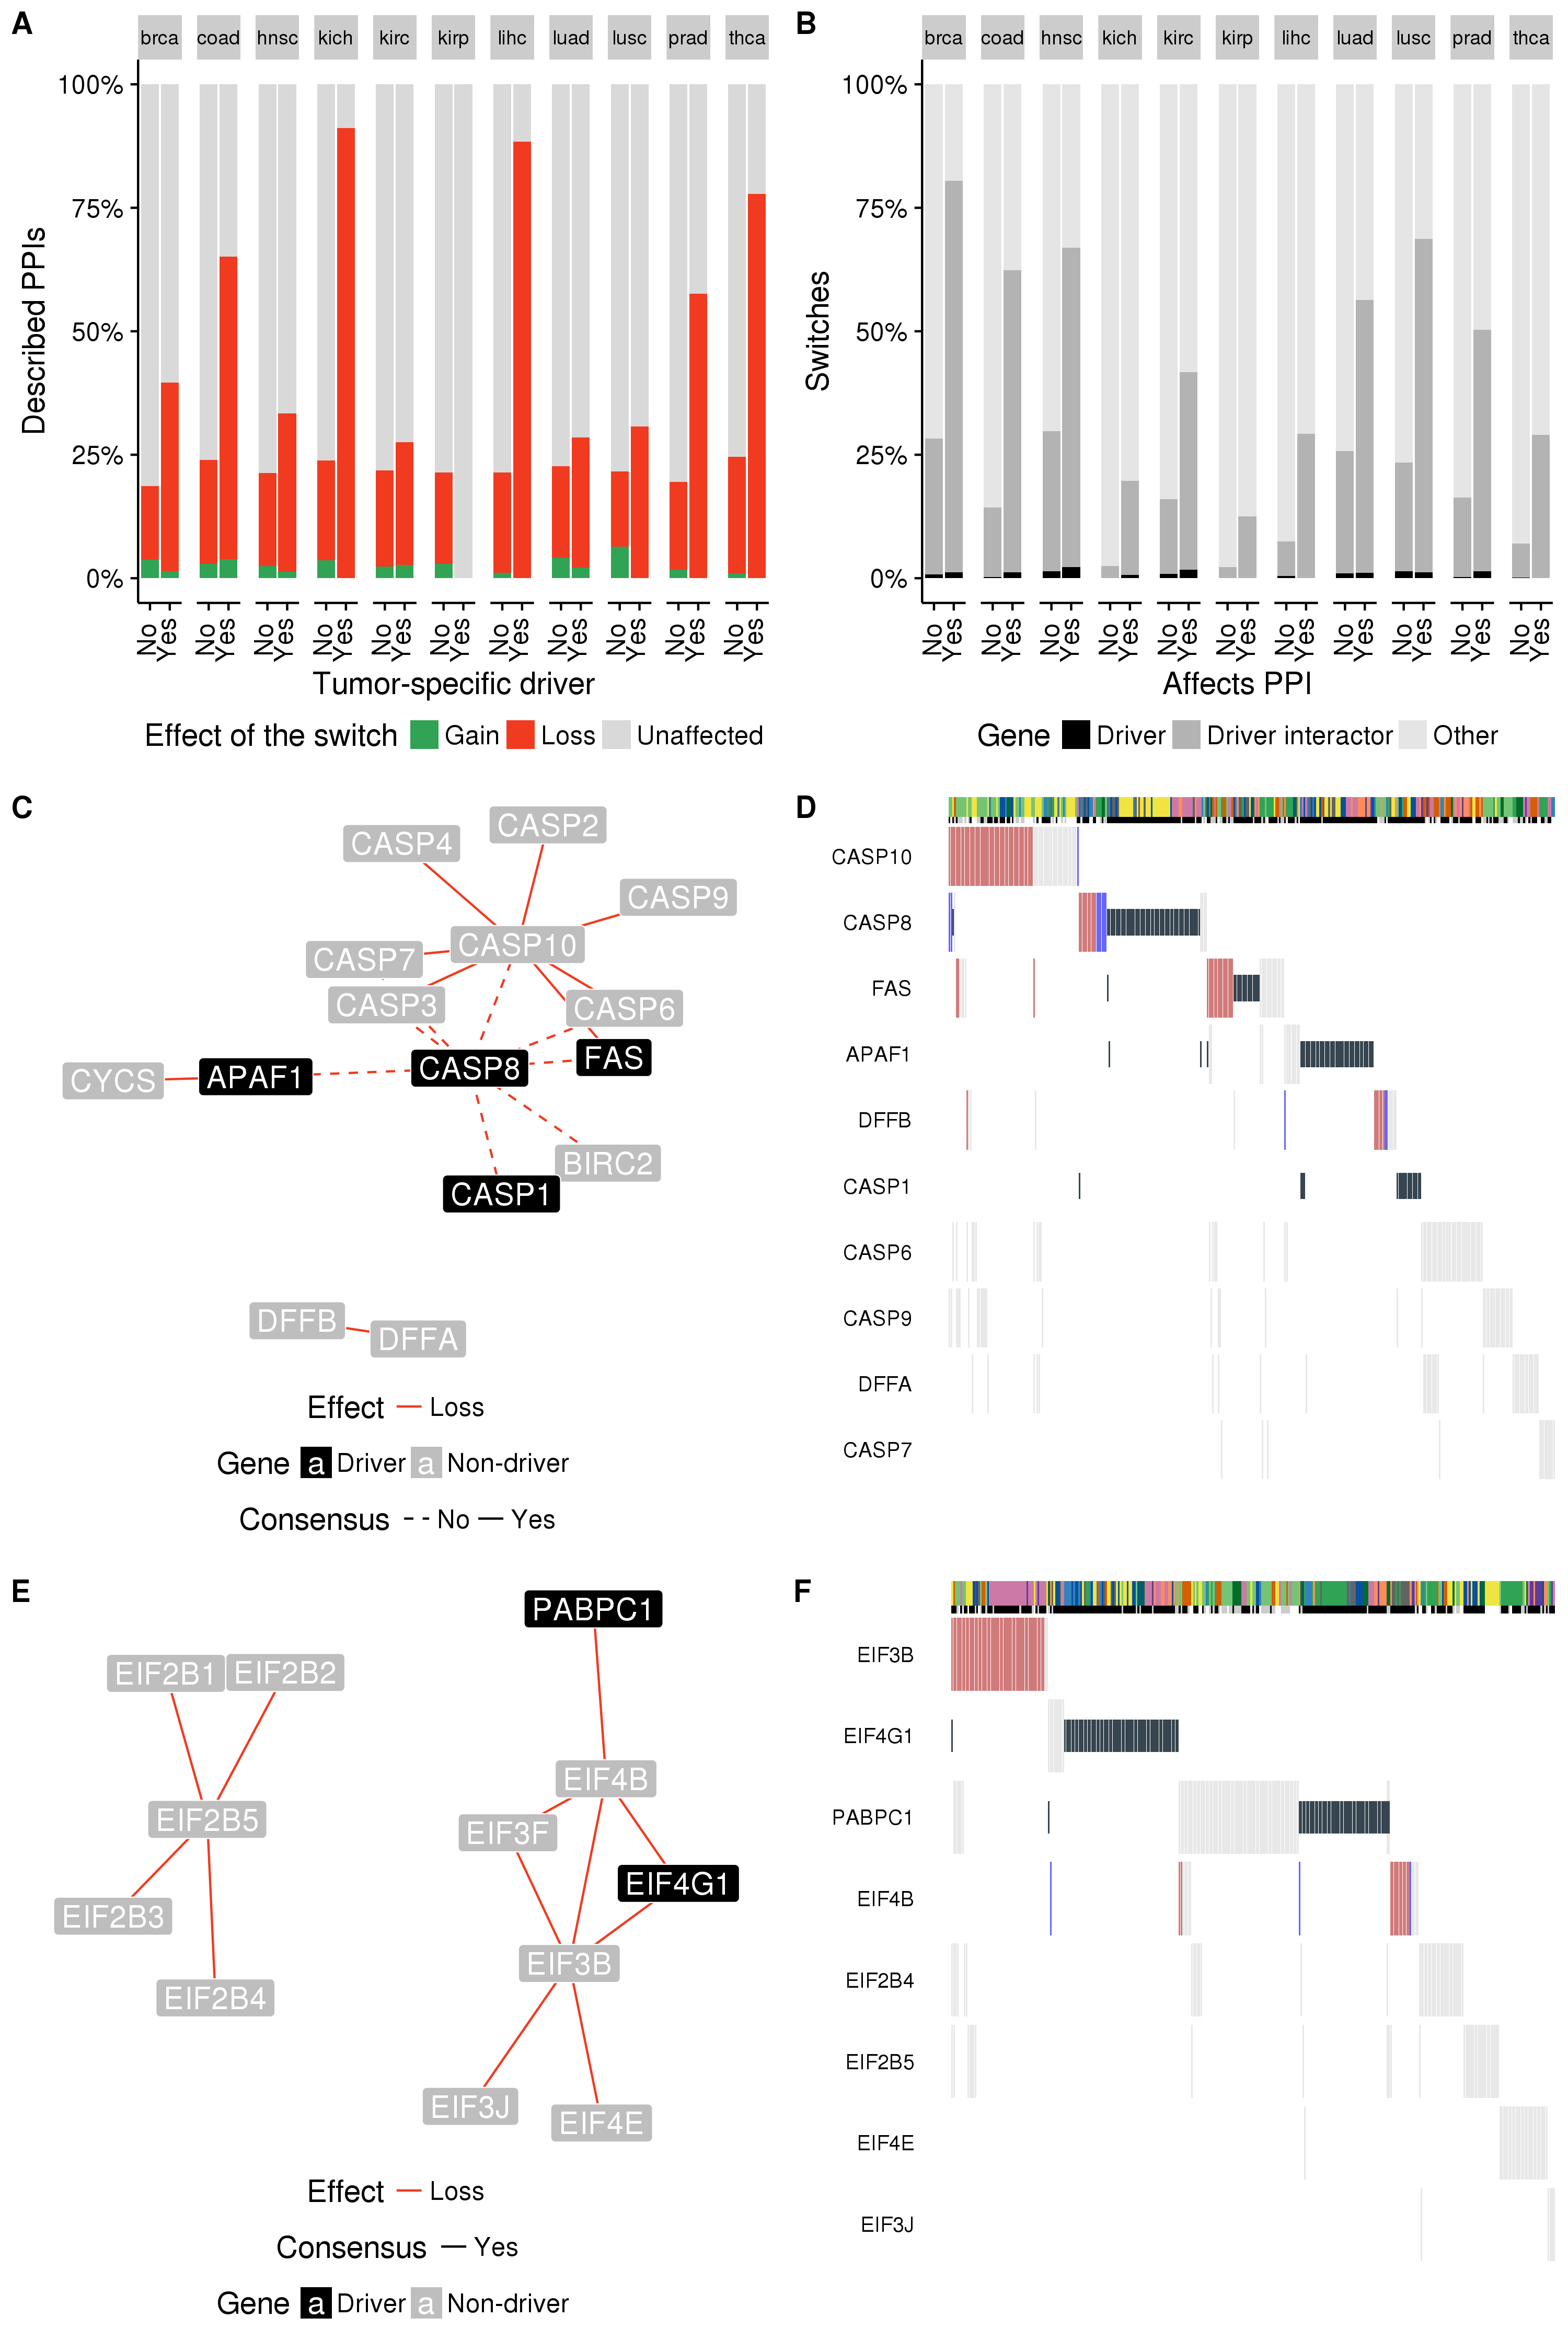 A
brca coad hnsc kich kirc kirp lihc luad lusc prad thca
100%
75%
50%
25%
0%
Described PPIs
No Yes No Yes No Yes No Yes No Yes No Yes No Yes No Yes No Yes No Yes No Yes
Tumor-specific driver
Effect of the switch Gain Loss Unaffected
B
brca coad hnsc kich kirc kirp lihc luad lusc prad thca
100%
75%
50%
25%
0%
Switches
No Yes No Yes No Yes No Yes No Yes No Yes No Yes No Yes No Yes No Yes No Yes
Affects PPI
Gene Driver Driver interactor Other
C
CASP2
CASP4
CASP9
CASP10
CASP7
CASP3
CASP6
FAS
CASP8
APAF1
CYCS
BIRC2
CASP1
DFFB
DFFA
Effect Loss
Gene a Driver a Non-driver
Consensus No Yes
D
CASP10
CASP8
FAS
APAF1
DFFB
CASP1
CASP6
CASP9
DFFA
CASP7
E
PABPC1
EIF2B1 EIF2B2
EIF4B
EIF2B5
EIF3F
EIF4G1
EIF2B3
EIF3B
EIF2B4
EIF3J
EIF4E
Effect Loss
Consensus Yes
Gene a Driver a Non-driver
F
EIF3B
EIF4G1
PABPC1
EIF4B
EIF2B4
EIF2B5
EIF4E
EIF3J